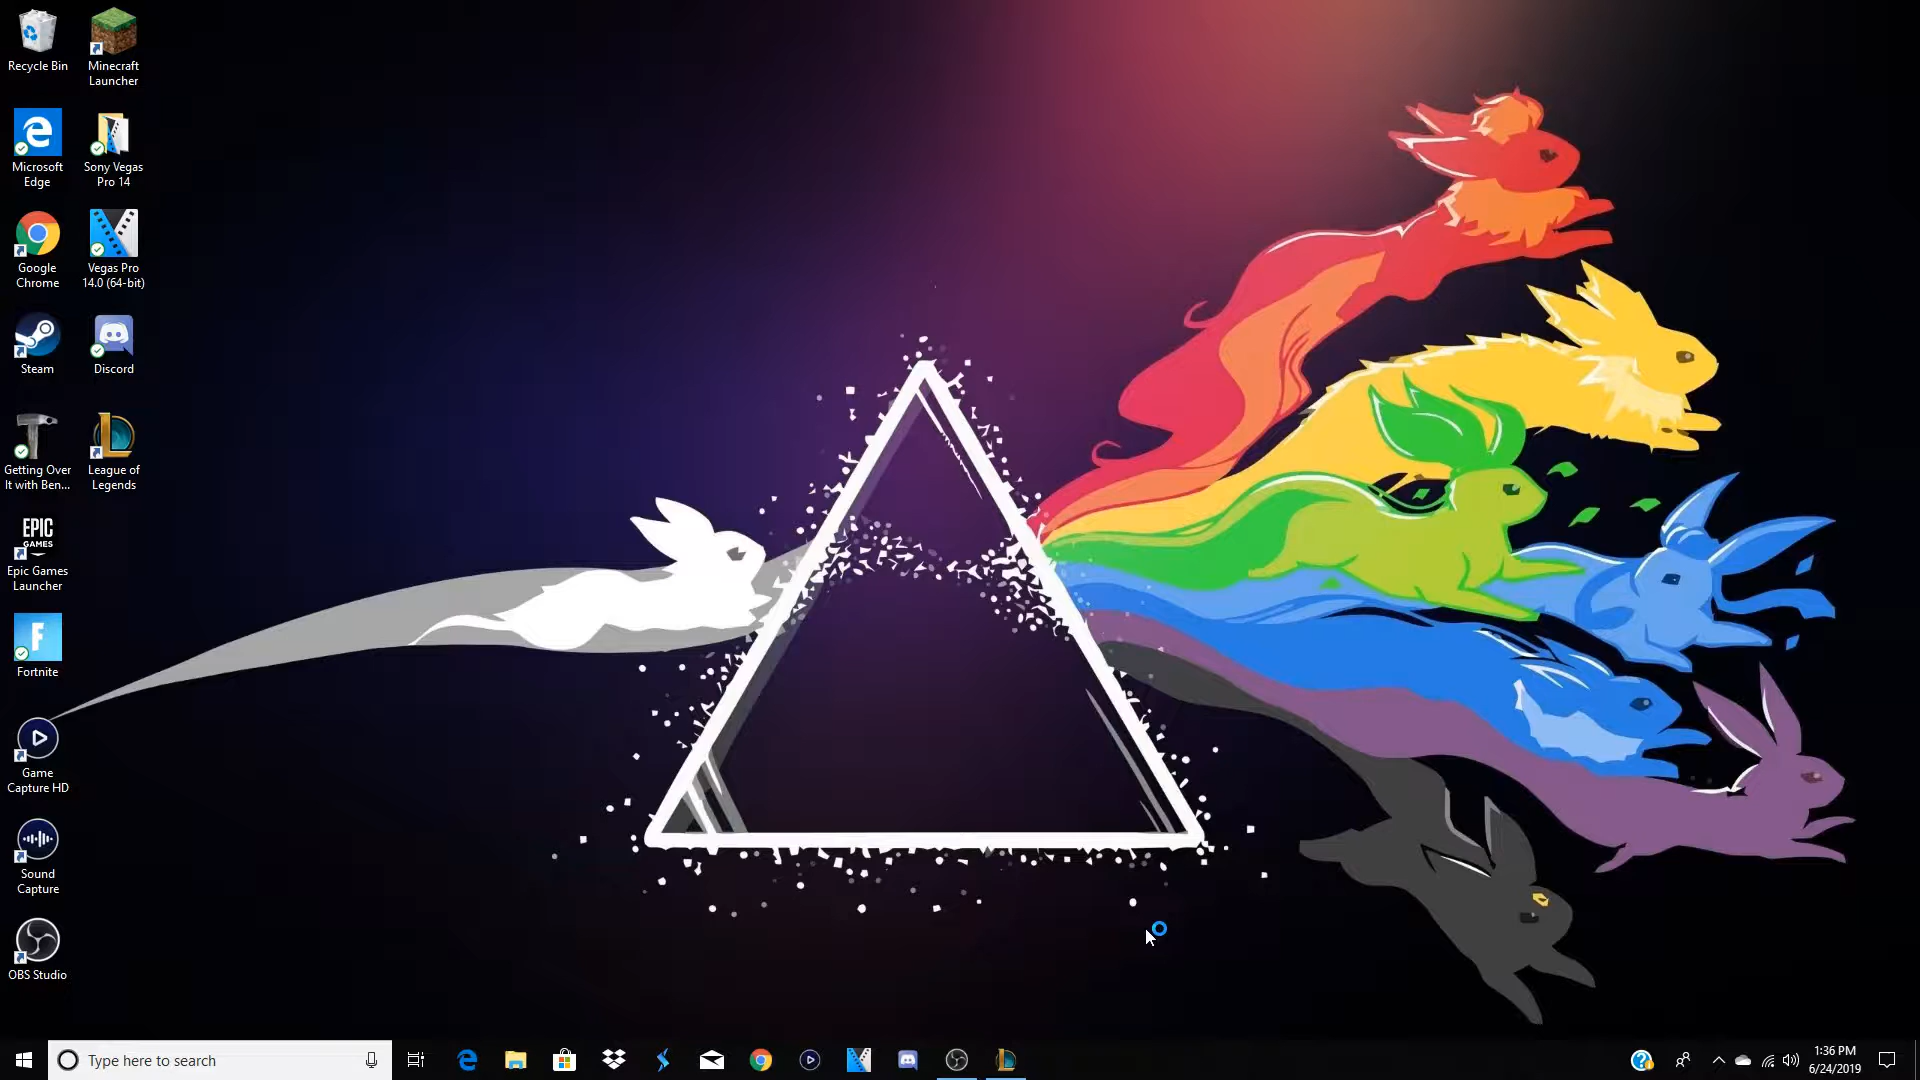 Recycle Bin
Minecraft
Launcher
Microsoft
Edge
Sony Vegas
Pro 14
Google
Chrome
Vegas Pro
14.0 (64-bit)
Steam
Discord
Getting Over
It with Ben...
League of
Legends
EPIC
GAMES
Epic Games
Launcher
F
Fortnite
Game
Capture HD
Sound
Capture
OBS Studio
Type here to search
1:36 PM
6/24/2019